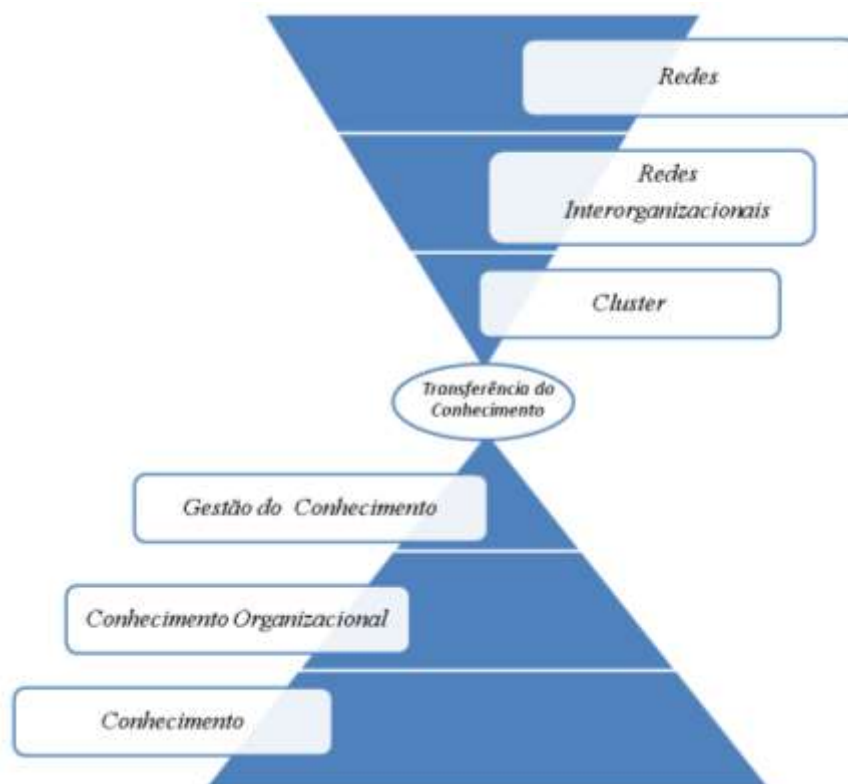 Redes
Redes
Interorganizacionais
Cluster
Transferência do
Conhecimento
Gestão do Conhecimento
Conhecimento Organizacional
Conhecimento